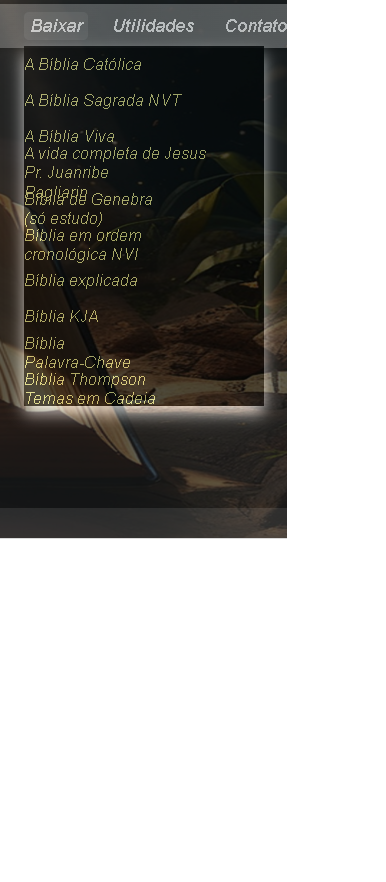 Baixar Utilidades Contato
A Bíblia Católica
A Bíblia Sagrada NVT
A Bíblia Viva
A vida completa de Jesus
Pr. Juanribe
Pagliarin
Bíblia de Genebra
(só estudo)
Bíblia em ordem
cronológica NVI
Bíblia explicada
Bíblia KJA
Bíblia
Palavra-Chave
Bíblia Thompson
Temas em Cadeia